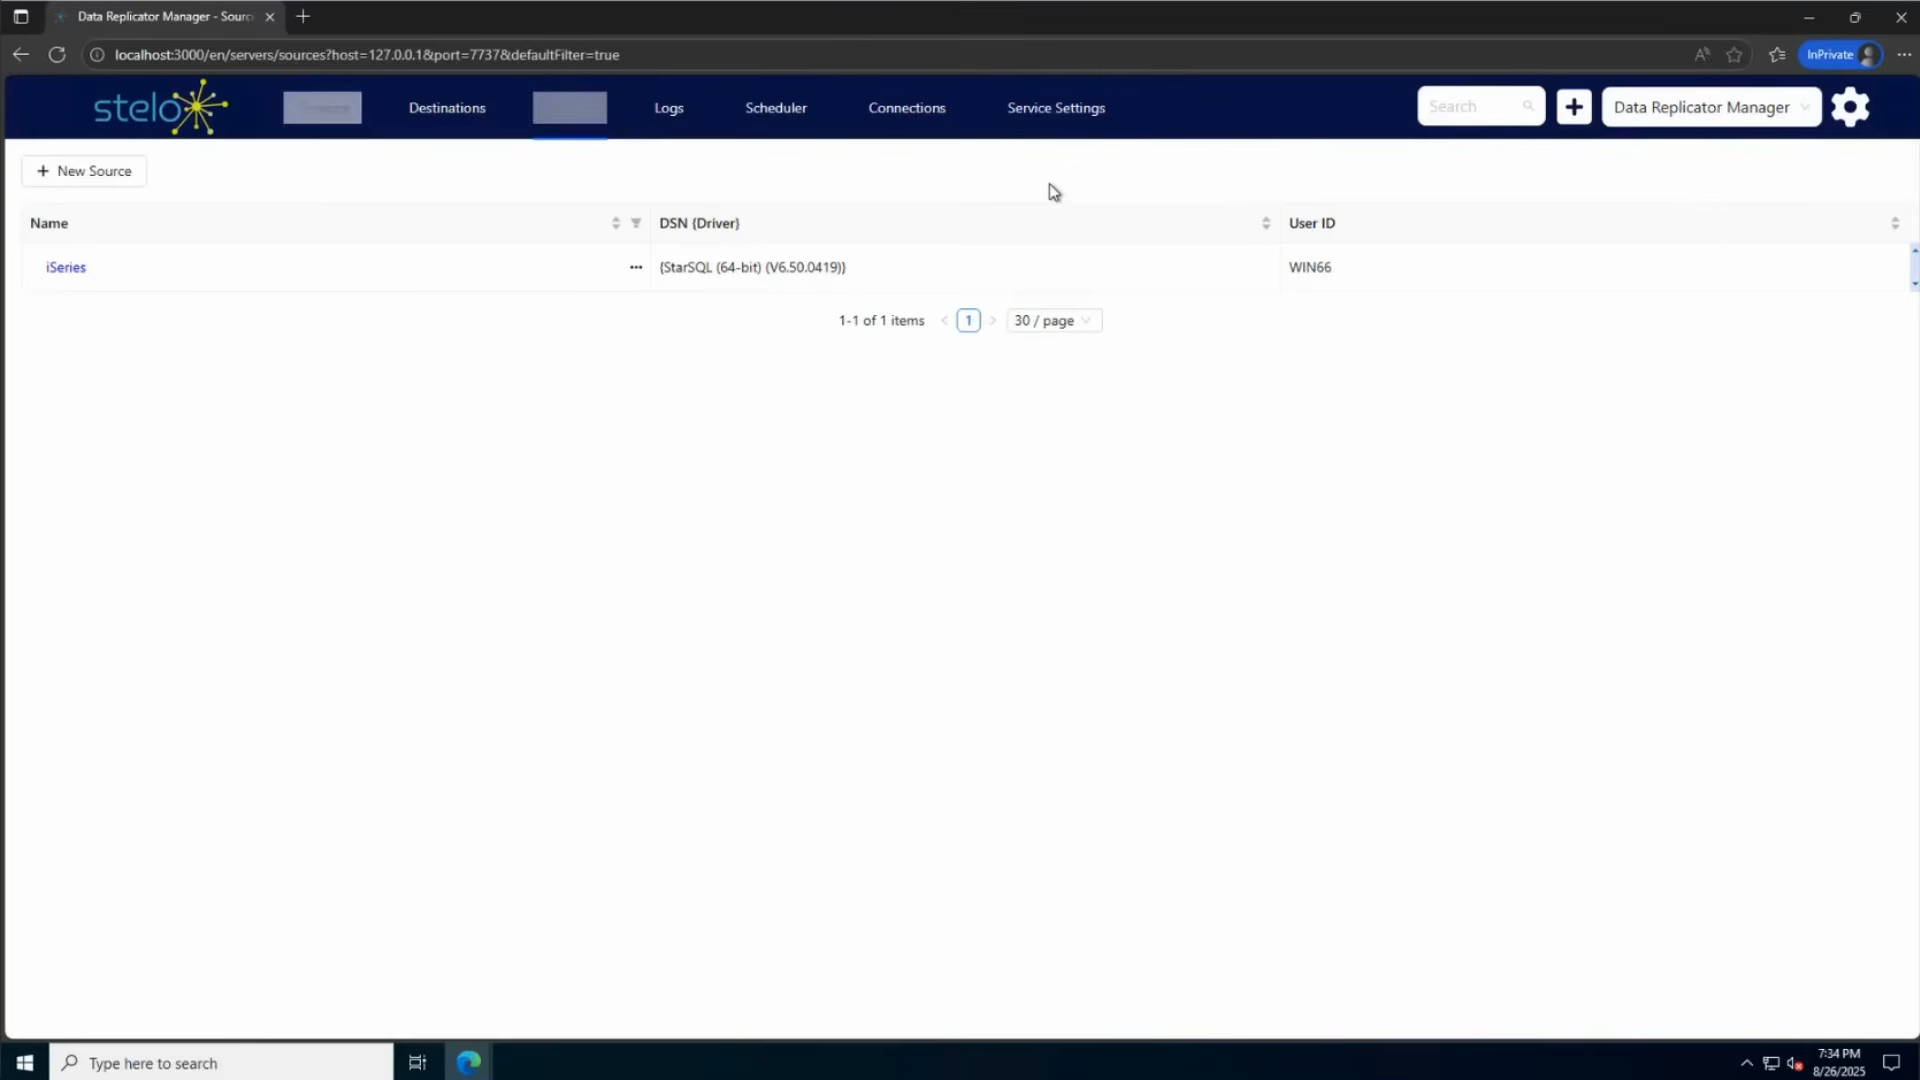 Data Replicator Manager - Sourc
localhost:3000/en/servers/sources?host=127.0.0.1&port=7737&defaultFilter=true
InPrivate
stelo
Destinations
Logs
Scheduler
Connections
Service Settings
Search
Data Replicator Manager
New Source
Name
DSN {Driver}
User ID
iSeries
{StarSQL (64-bit) (V6.50.0419)}
WIN66
1-1 of 1 items
1
30 / page
Type here to search
7:34 PM
8/26/2025